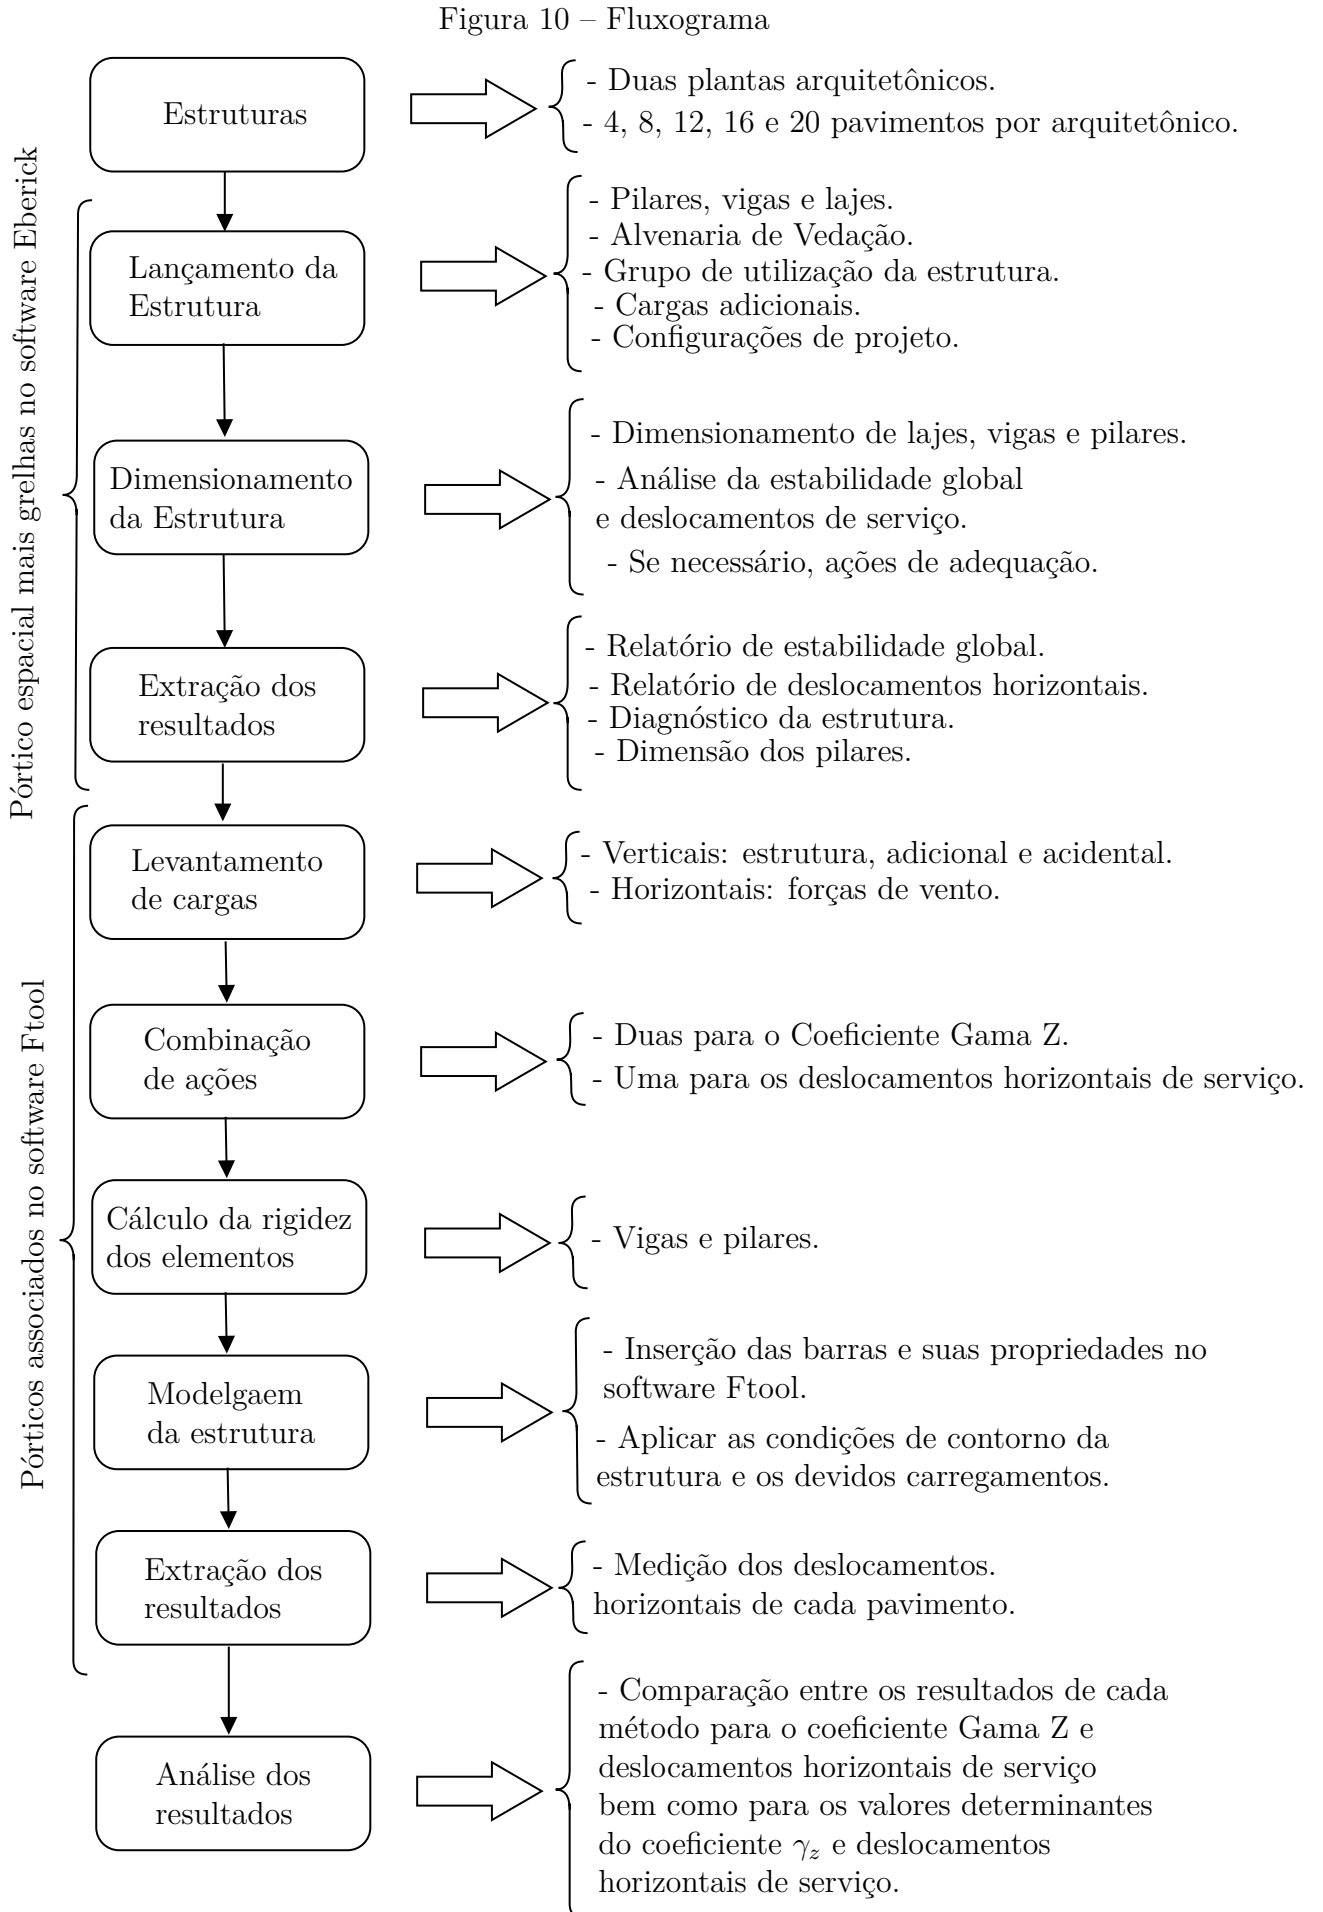 Figura 10 – Fluxograma
Estruturas
- Duas plantas arquitetônicos.
- 4, 8, 12, 16 e 20 pavimentos por arquitetônico.
Pórtico espacial mais grelhas no software Eberick
Lançamento da
Estrutura
- Pilares, vigas e lajes.
- Alvenaria de Vedação.
- Grupo de utilização da estrutura.
- Cargas adicionais.
- Configurações de projeto.
Dimensionamento
da Estrutura
- Dimensionamento de lajes, vigas e pilares.
- Análise da estabilidade global
e deslocamentos de serviço.
- Se necessário, ações de adequação.
Extração dos
resultados
- Relatório de estabilidade global.
- Relatório de deslocamentos horizontais.
- Diagnóstico da estrutura.
- Dimensão dos pilares.
Pórticos associados no software Ftool
Levantamento
de cargas
- Verticais: estrutura, adicional e acidental.
- Horizontais: forças de vento.
Combinação
de ações
- Duas para o Coeficiente Gama Z.
- Uma para os deslocamentos horizontais de serviço.
Cálculo da rigidez
dos elementos
- Vigas e pilares.
Modelgaem
da estrutura
- Inserção das barras e suas propriedades no
software Ftool.
- Aplicar as condições de contorno da
estrutura e os devidos carregamentos.
Extração dos
resultados
- Medição dos deslocamentos.
horizontais de cada pavimento.
Análise dos
resultados
- Comparação entre os resultados de cada
método para o coeficiente Gama Z e
deslocamentos horizontais de serviço
bem como para os valores determinantes
do coeficiente γz e deslocamentos
horizontais de serviço.